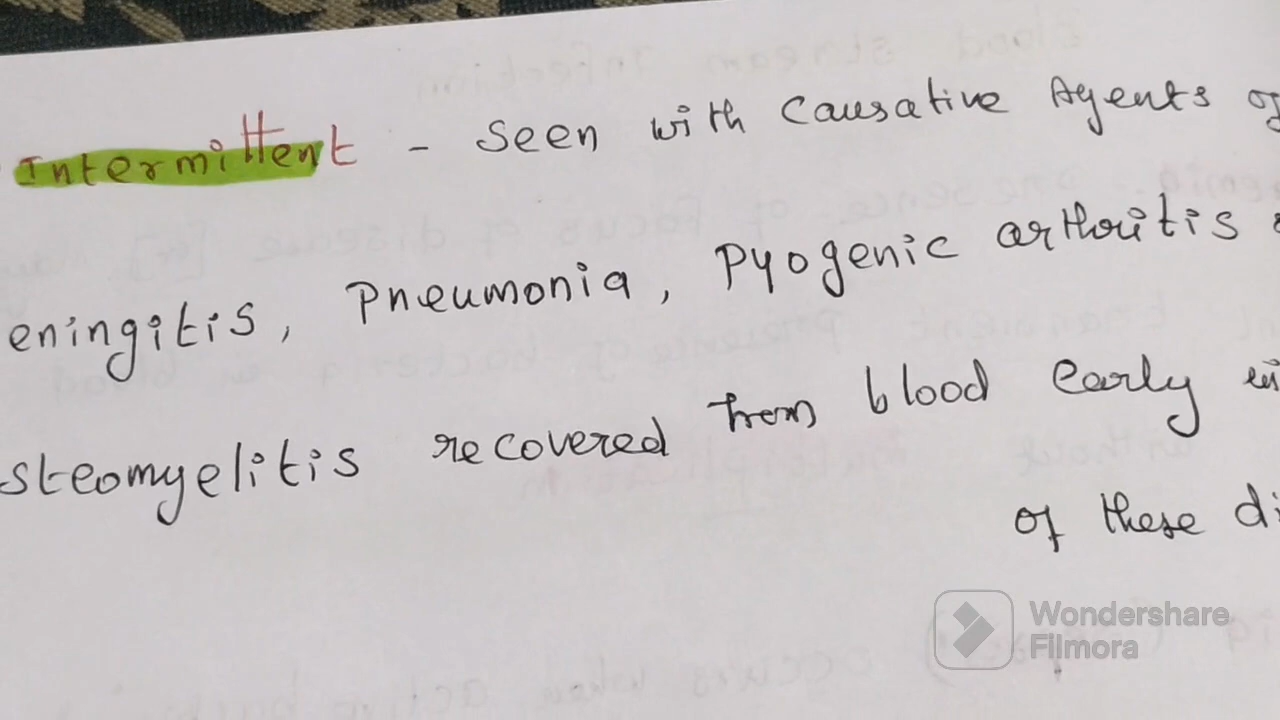 Intermittent - seen with causative Agents of
eningitis, Pneumonia, Pyogenic arthritis
steomyelitis recovered from blood early
of these di
Wondershare
Filmora